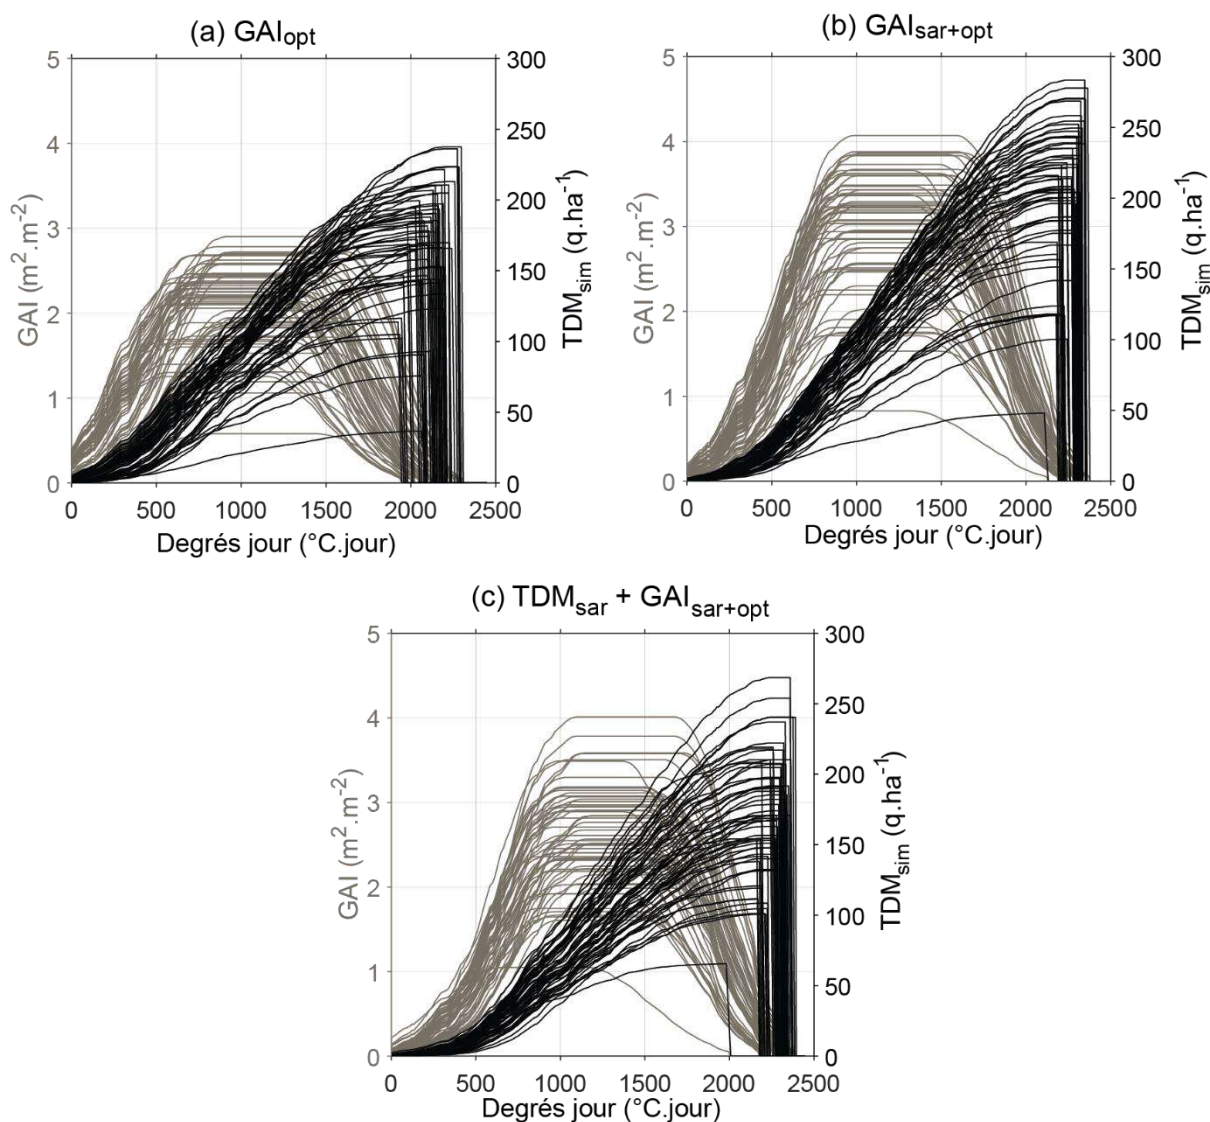 (a) GAIopt
5
4
3
2
1
0
GAI (m².m⁻²)
300
250
200
150
100
50
0
TDMsim (q.ha⁻¹)
0 500 1000 1500 2000 2500
Degrés jour (°C.jour)
(b) GAIsar+opt
5
4
3
2
1
0
GAI (m².m⁻²)
300
250
200
150
100
50
0
TDMsim (q.ha⁻¹)
0 500 1000 1500 2000 2500
Degrés jour (°C.jour)
(c) TDMsar + GAIsar+opt
5
4
3
2
1
0
GAI (m².m⁻²)
300
250
200
150
100
50
0
TDMsim (q.ha⁻¹)
0 500 1000 1500 2000 2500
Degrés jour (°C.jour)